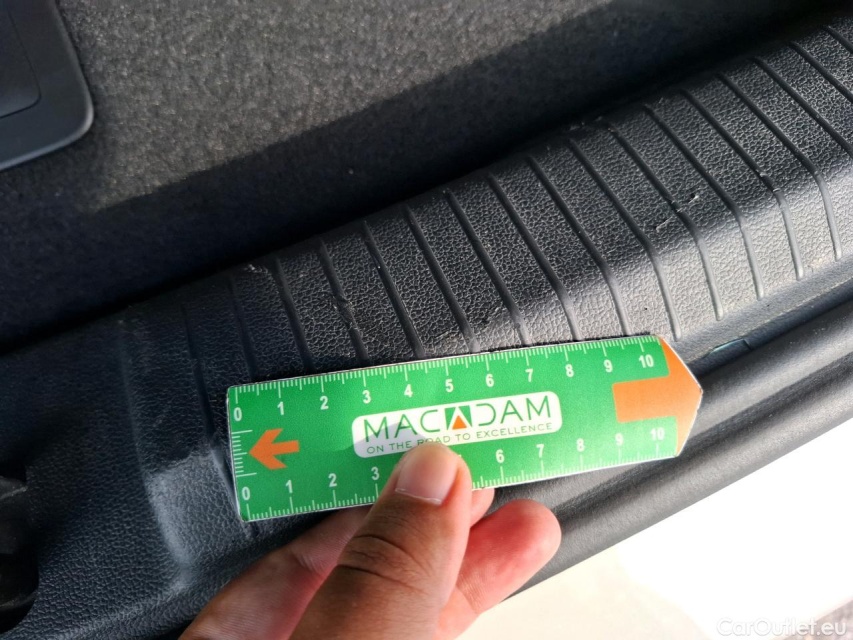 0 1 2 3 4 5 6 7 8 9 10
MACADAM
ON THE ROAD TO EXCELLENCE
0 1 2 3 6 7 8 9 10
CarOutlet.eu